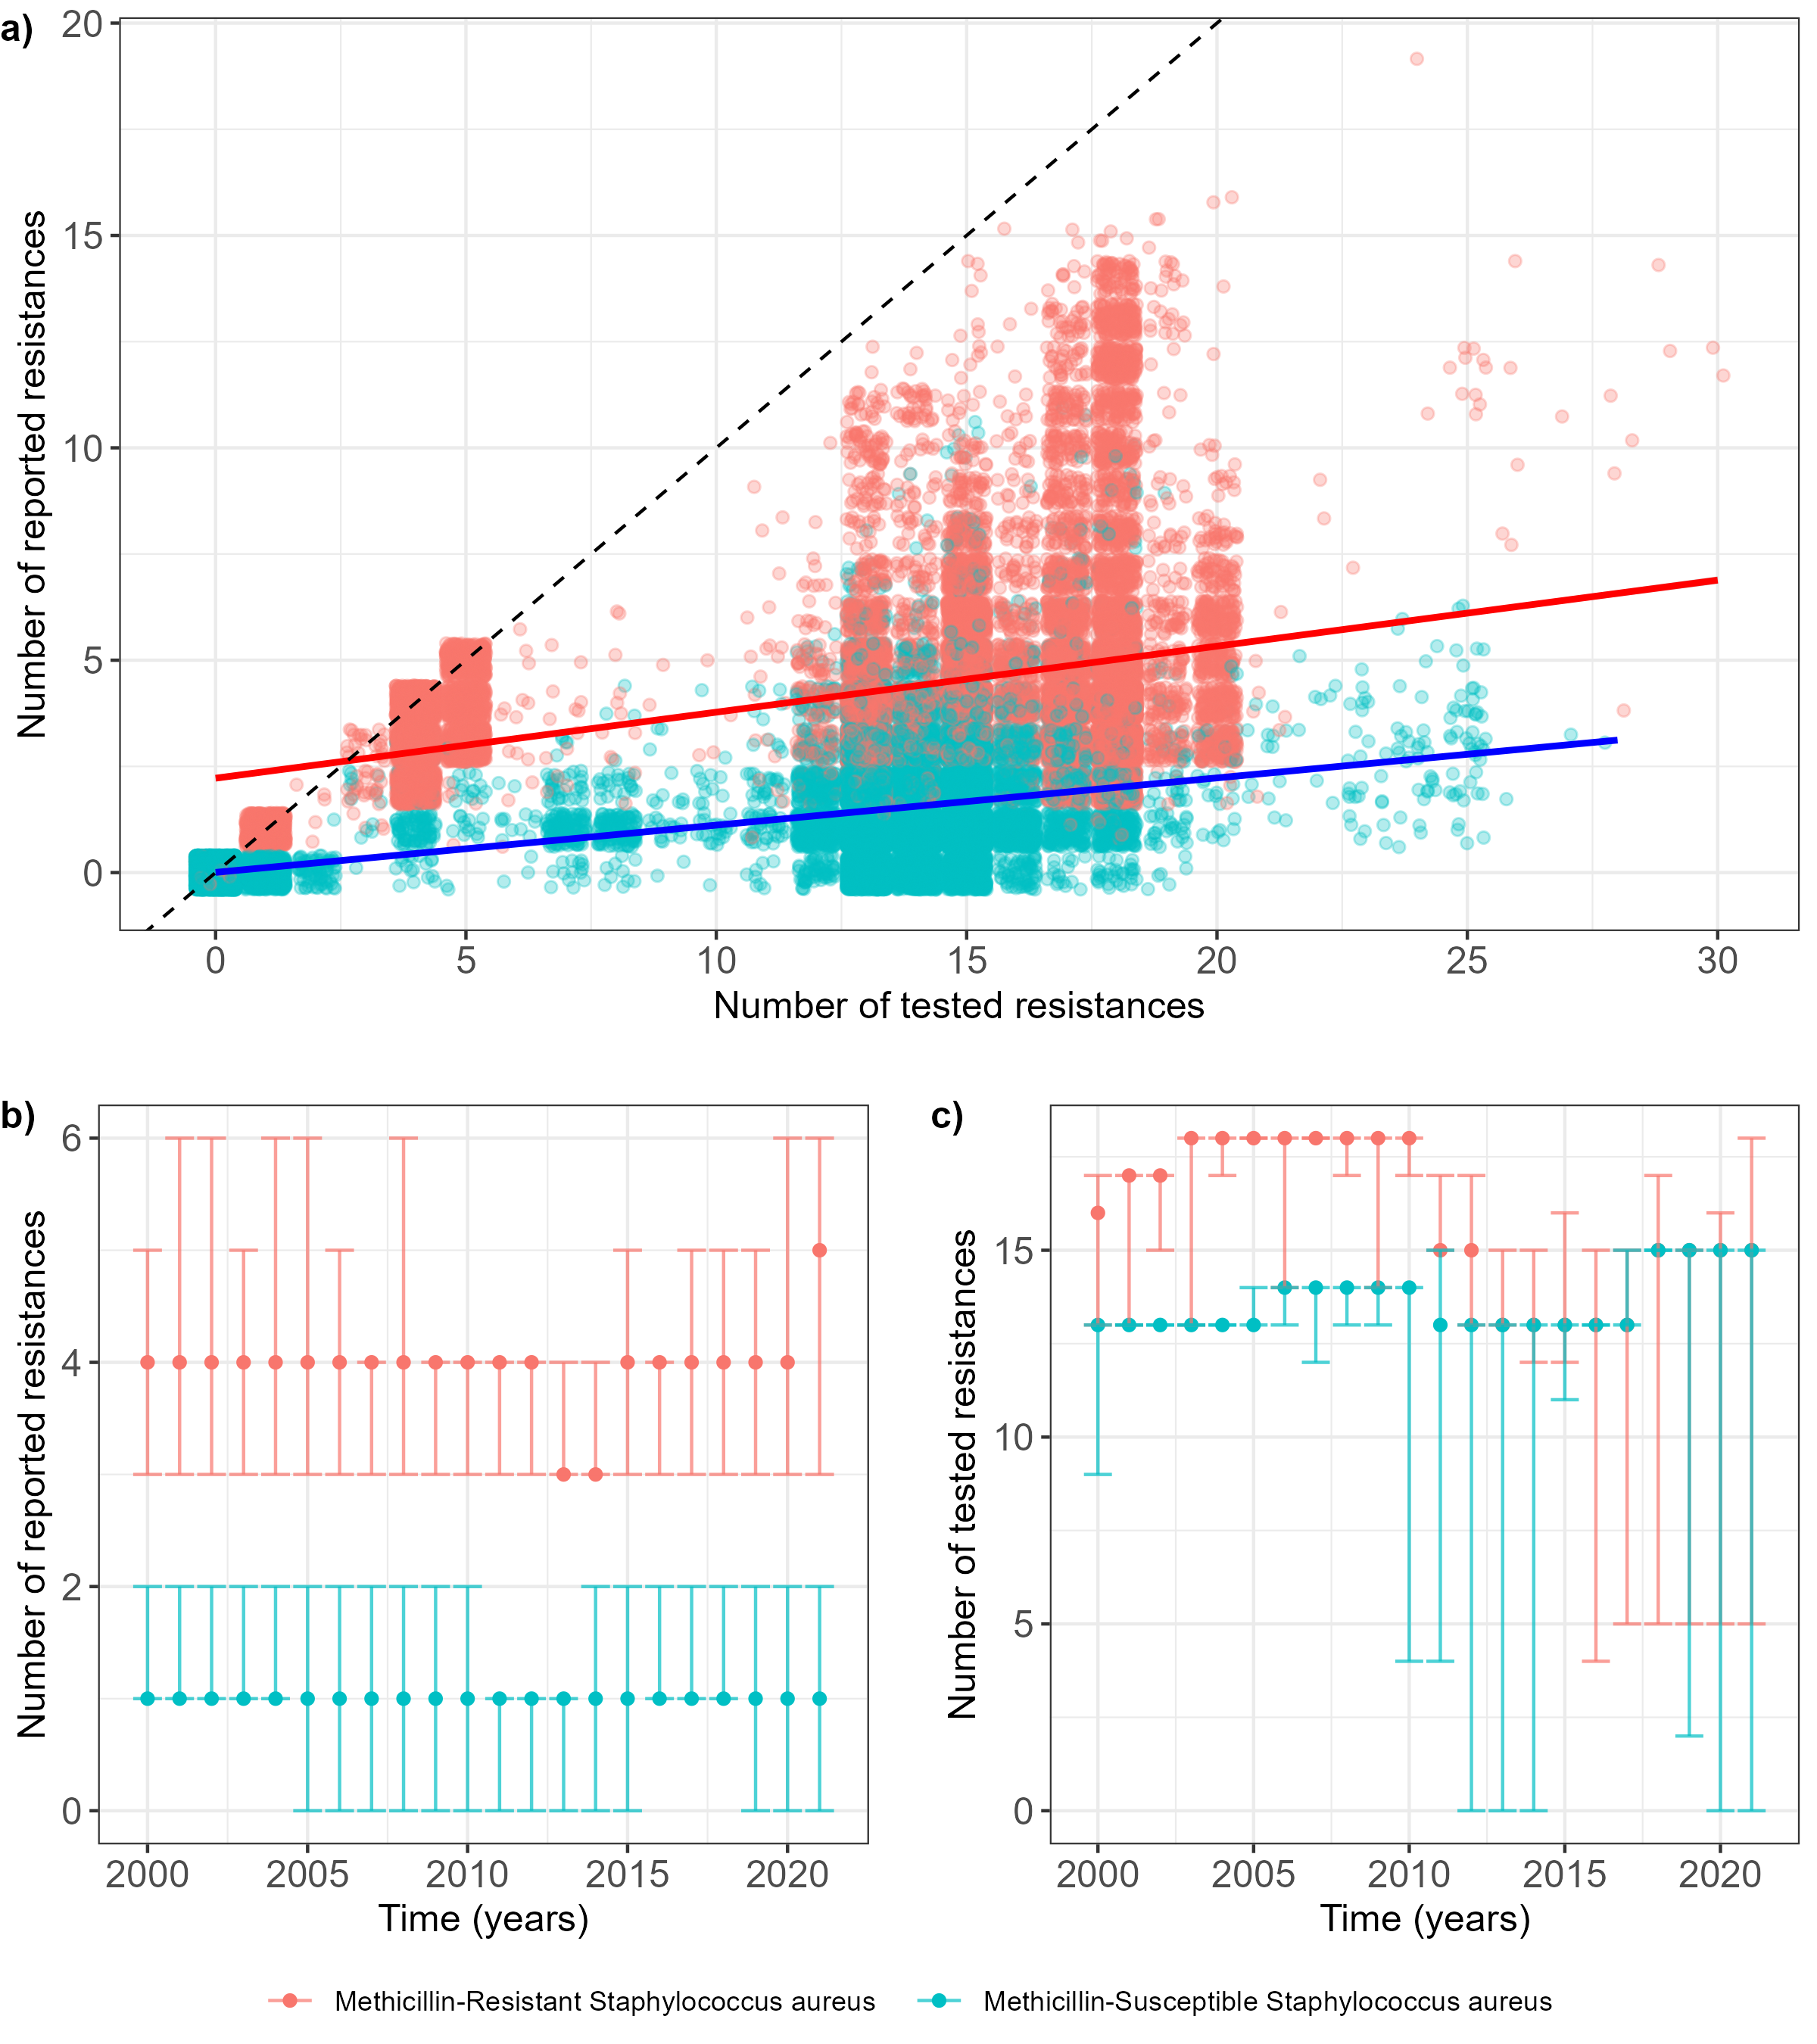 a)
20
15
10
5
0
Number of reported resistances
0 5 10 15 20 25 30
Number of tested resistances
b)
6
4
2
0
Number of reported resistances
2000 2005 2010 2015 2020
Time (years)
c)
15
10
5
0
Number of tested resistances
2000 2005 2010 2015 2020
Time (years)
Methicillin-Resistant Staphylococcus aureus Methicillin-Susceptible Staphylococcus aureus